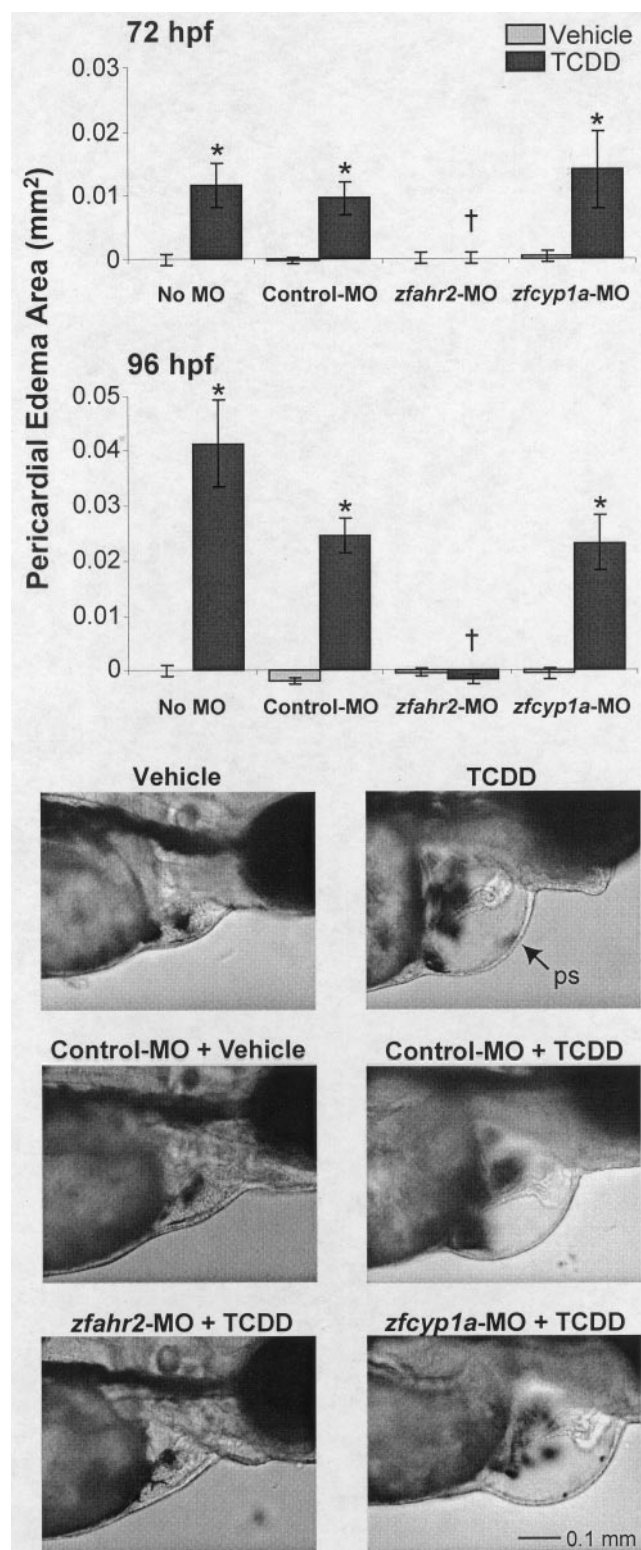 72 hpf
Vehicle
TCDD
Pericardial Edema Area (mm²)
0.03
0.02
0.01
0
*
*
†
*
No MO Control-MO zfahr2-MO zfcyp1a-MO
96 hpf
0.05
0.04
0.03
0.02
0.01
0
*
*
†
*
No MO Control-MO zfahr2-MO zfcyp1a-MO
Vehicle TCDD
ps
Control-MO + Vehicle Control-MO + TCDD
zfahr2-MO + TCDD zfcyp1a-MO + TCDD
0.1 mm